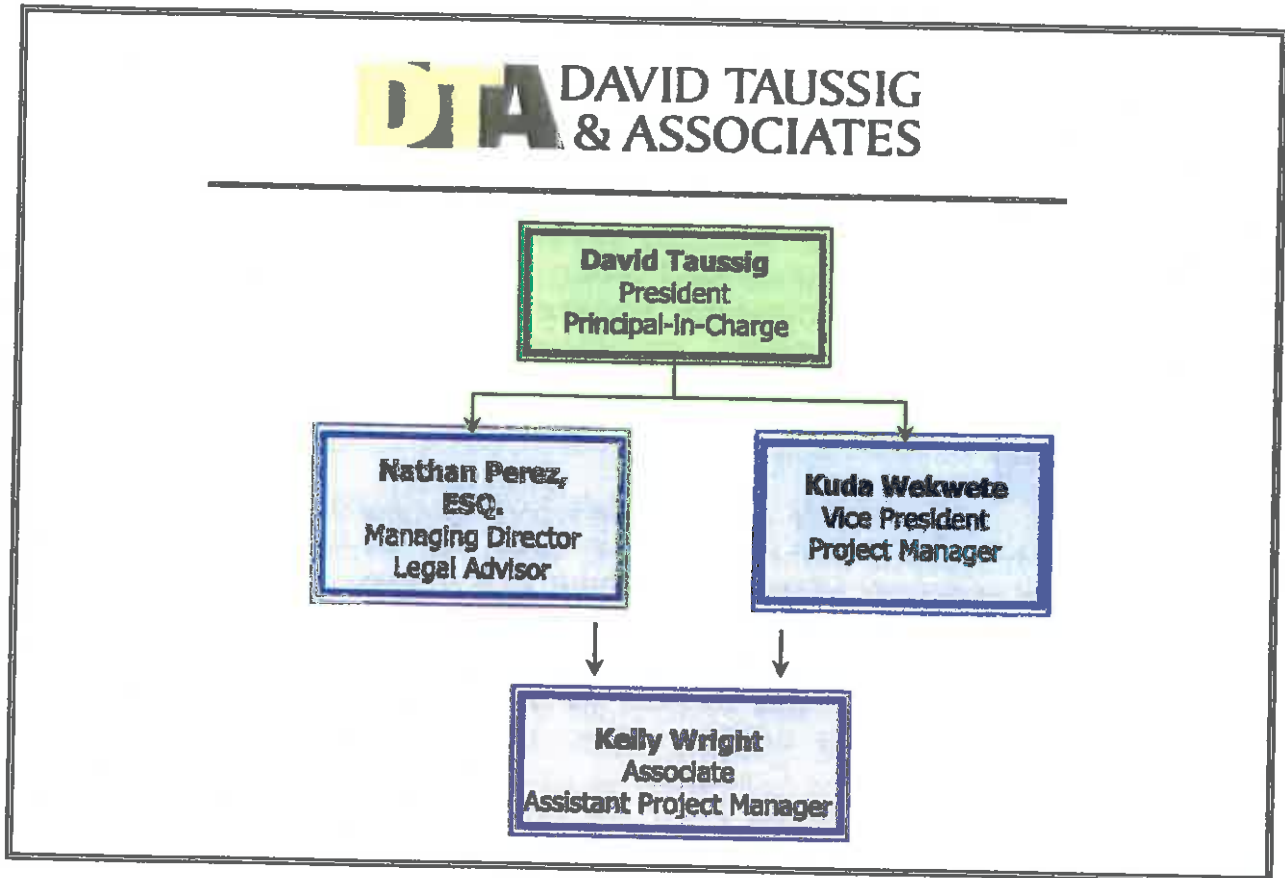 DTA DAVID TAUSSIG
& ASSOCIATES
David Taussig
President
Principal-in-Charge
Nathan Perez,
ESQ.
Managing Director
Legal Advisor
Kuda Wekwete
Vice President
Project Manager
Kelly Wright
Associate
Assistant Project Manager